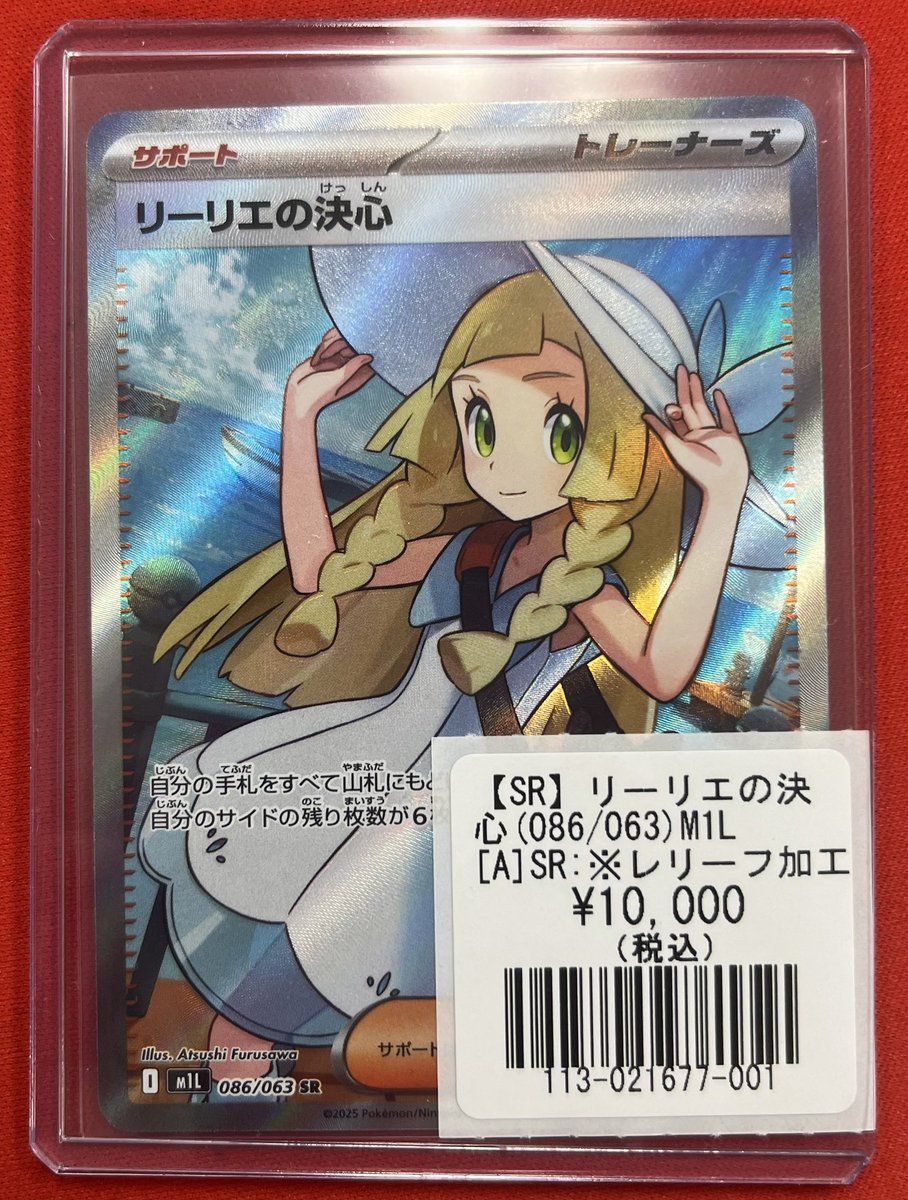 サポート
トレーナーズ
けっ しん
リーリエの決心
じぶん てふだ やまふだ
自分の手札をすべて山札にも
じぶん のこ まいすう
自分のサイドの残り枚数が6
【SR】リーリエの決
心(086/063)M1L
[A]SR:※レリーフ加工
¥10,000
(税込)
113-021677-001
サポート
Illus. Atsushi Furusawa
I M1L 086/063 SR
©2025 Pokémon/Nin